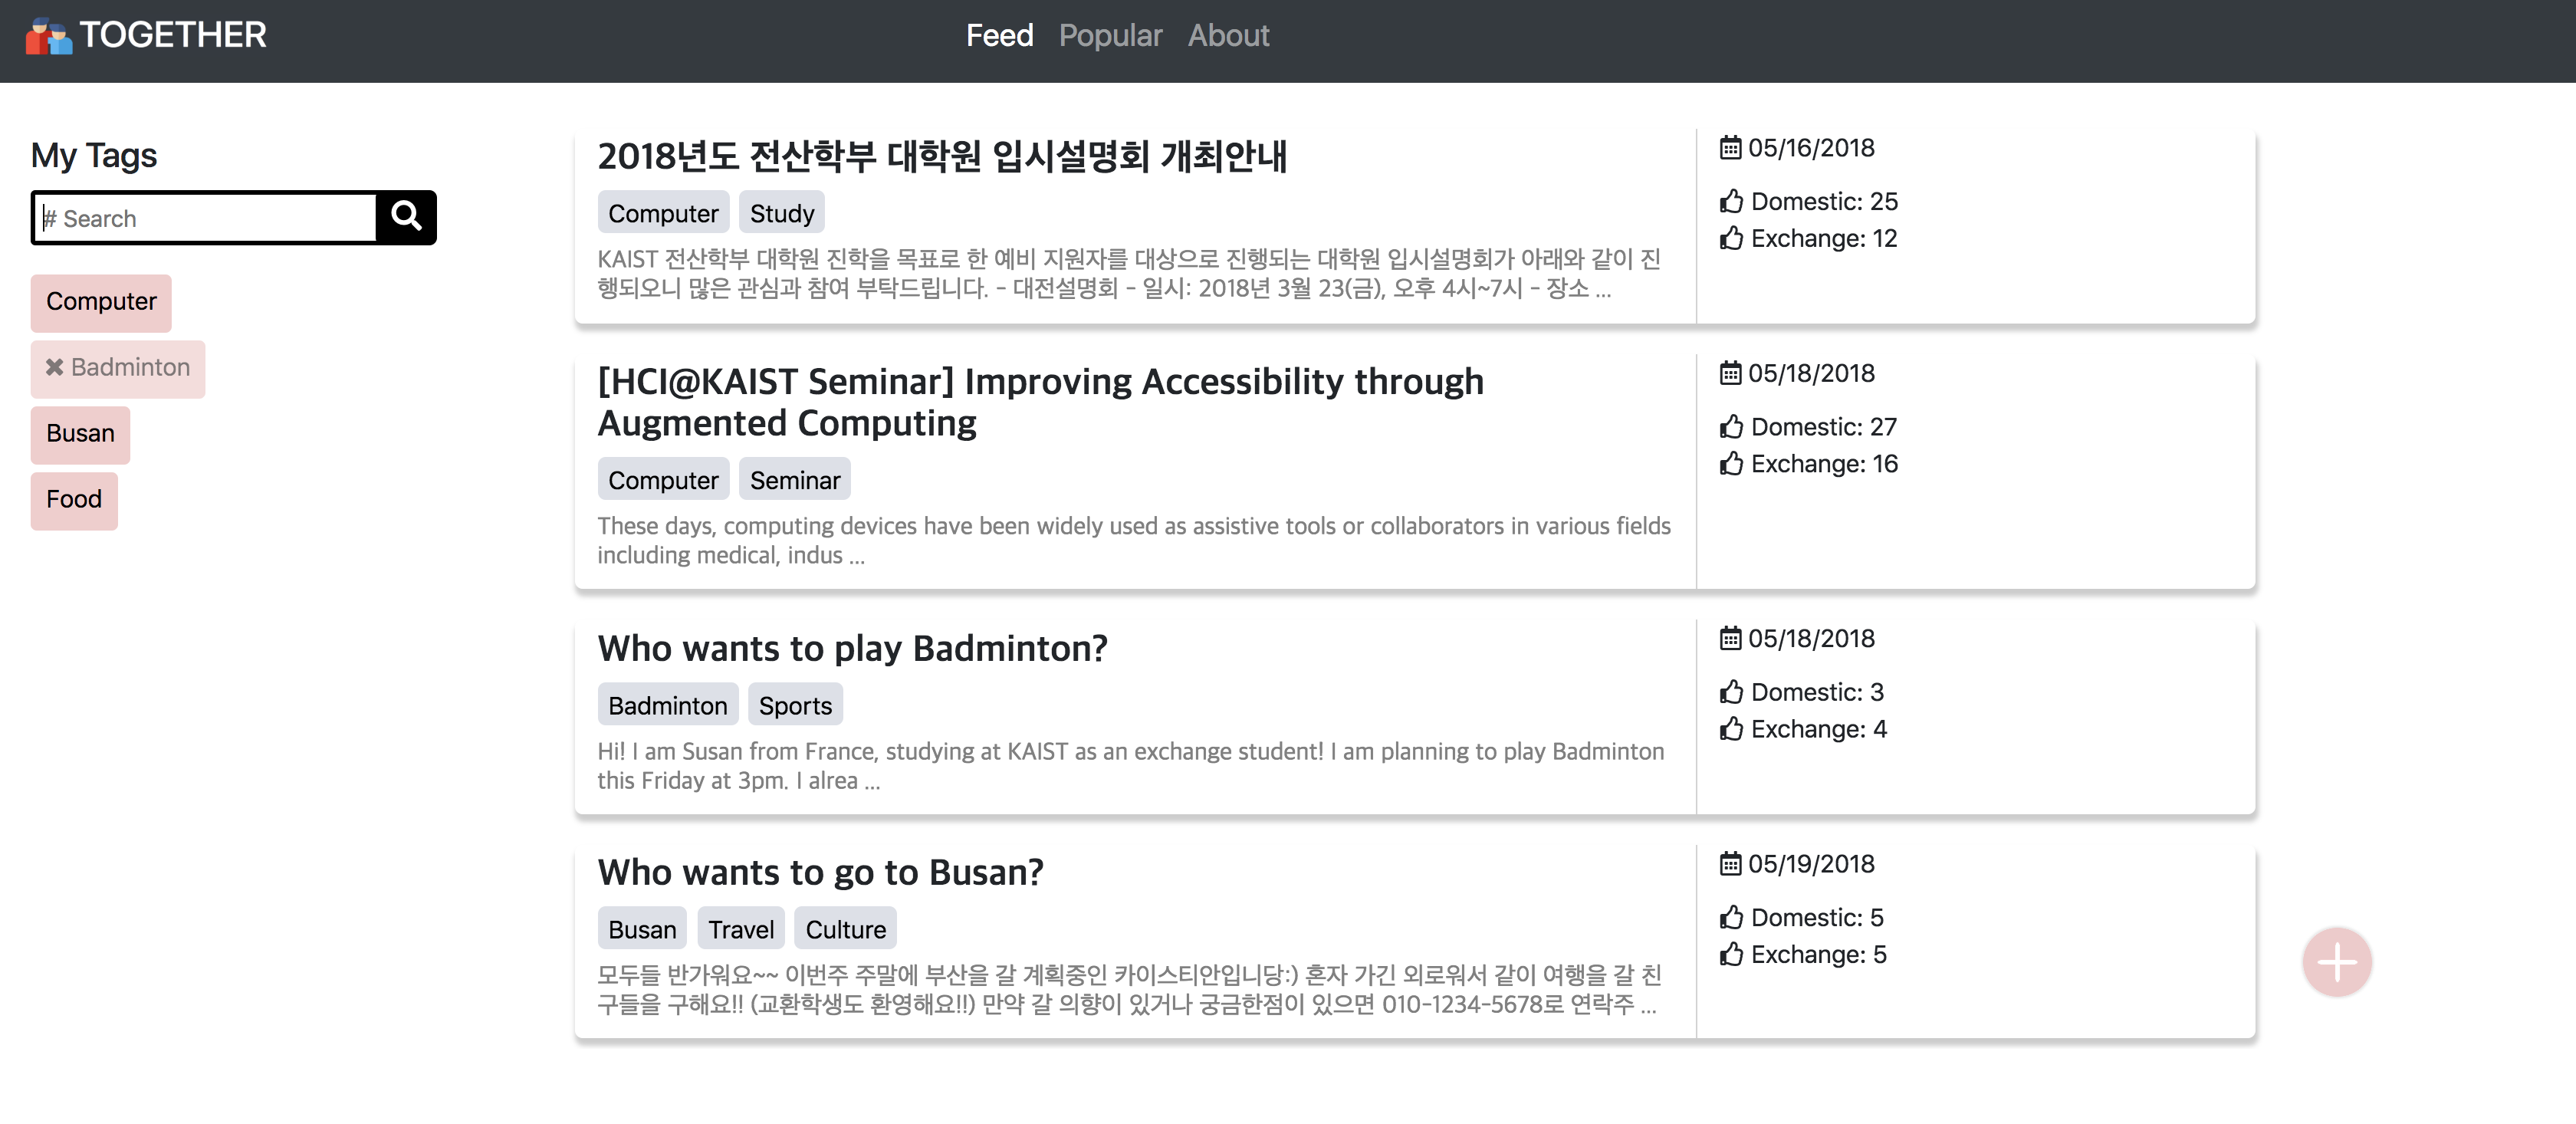 TOGETHER
Feed Popular About
My Tags
# Search
Computer
Badminton
Busan
Food
2018년도 전산학부 대학원 입시설명회 개최안내
Computer Study
KAIST 전산학부 대학원 진학을 목표로 한 예비 지원자를 대상으로 진행되는 대학원 입시설명회가 아래와 같이 진
행되오니 많은 관심과 참여 부탁드립니다. - 대전설명회 - 일시: 2018년 3월 23(금), 오후 4시~7시 - 장소 ...
05/16/2018
Domestic: 25
Exchange: 12
[HCI@KAIST Seminar] Improving Accessibility through
Augmented Computing
Computer Seminar
These days, computing devices have been widely used as assistive tools or collaborators in various fields
including medical, indus ...
05/18/2018
Domestic: 27
Exchange: 16
Who wants to play Badminton?
Badminton Sports
Hi! I am Susan from France, studying at KAIST as an exchange student! I am planning to play Badminton
this Friday at 3pm. I alrea ...
05/18/2018
Domestic: 3
Exchange: 4
Who wants to go to Busan?
Busan Travel Culture
모두들 반가워요~~ 이번주 주말에 부산을 갈 계획중인 카이스티안입니당:) 혼자 가긴 외로워서 같이 여행을 갈 친
구들을 구해요!! (교환학생도 환영해요!!) 만약 갈 의향이 있거나 궁금한점이 있으면 010-1234-5678로 연락주 ...
05/19/2018
Domestic: 5
Exchange: 5